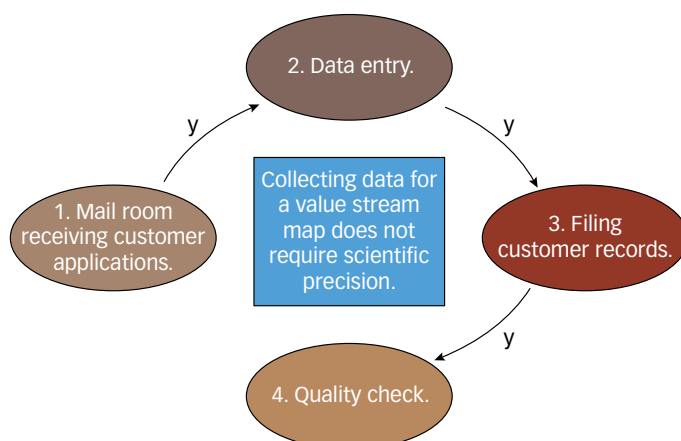 2. Data entry.
y
y
1. Mail room
receiving customer
applications.
Collecting data for
a value stream
map does not
require scientific
precision.
3. Filing
customer records.
y
4. Quality check.